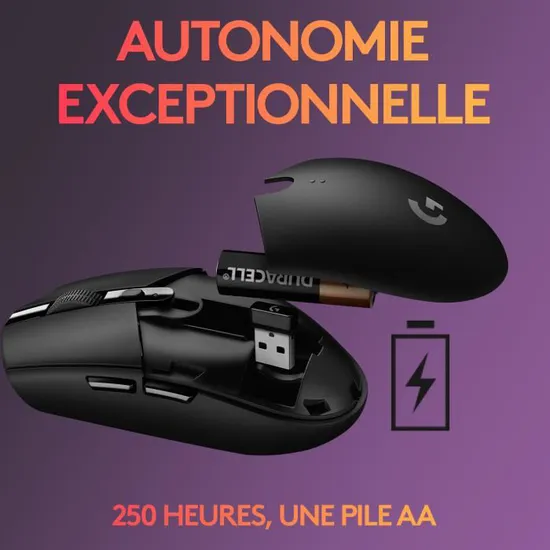 AUTONOMIE
EXCEPTIONNELLE
DURACELL®
250 HEURES, UNE PILE AA